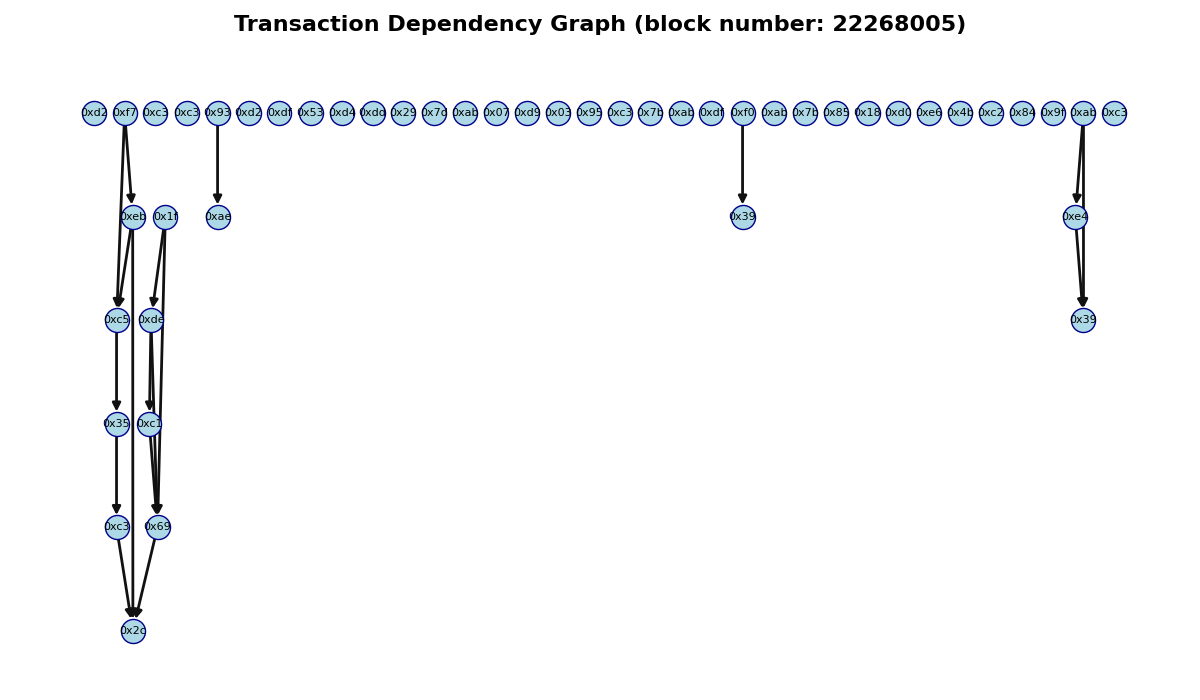 Transaction Dependency Graph (block number: 22268005)
0xd2 0xf7 0xc3 0xc3 0x93 0xd2 0xdf 0x53 0xd4 0xdd 0x29 0x7d 0xab 0x07 0xd9 0x03 0x95 0xc3 0x7b 0xab 0xdf 0xf0 0xab 0x7b 0x85 0x18 0xd0 0xe6 0x4b 0xc2 0x84 0x9f 0xab 0xc3
0xeb 0x1f 0xae 0x39 0xe4
0xc5 0xde 0x39
0x35 0xc1
0xc3 0x69
0x2c